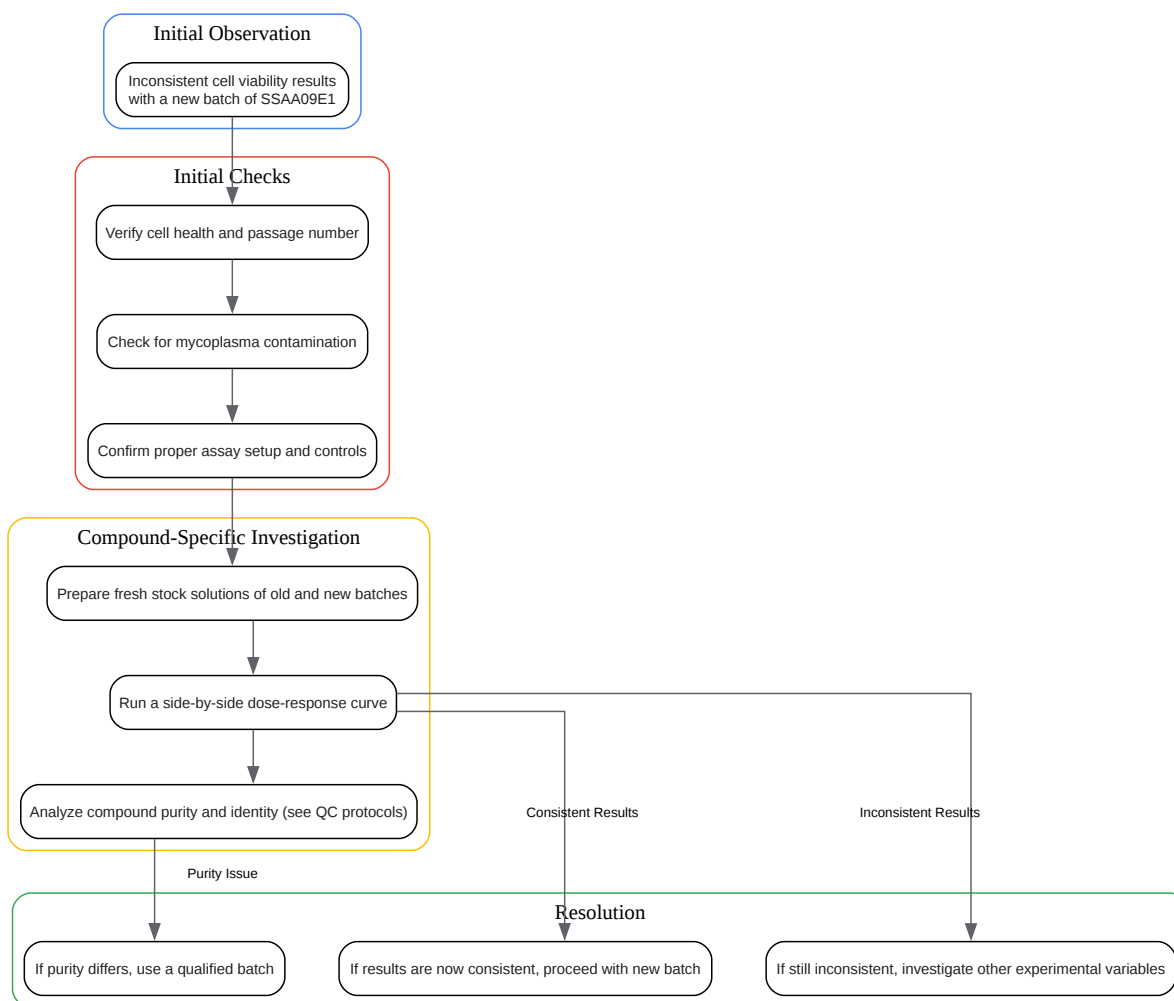 Initial Observation
Inconsistent cell viability results
with a new batch of SSAA09E1
Initial Checks
Verify cell health and passage number
Check for mycoplasma contamination
Confirm proper assay setup and controls
Compound-Specific Investigation
Prepare fresh stock solutions of old and new batches
Run a side-by-side dose-response curve
Analyze compound purity and identity (see QC protocols)
Consistent Results
Inconsistent Results
Purity Issue
Resolution
If purity differs, use a qualified batch
If results are now consistent, proceed with new batch
If still inconsistent, investigate other experimental variables